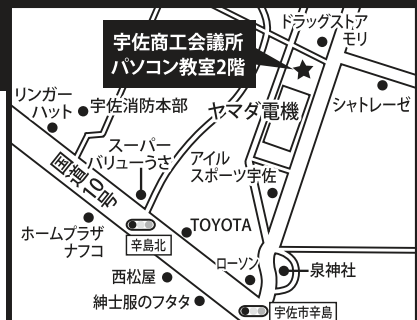 ドラッグストア
モリ
宇佐商工会議所
パソコン教室2階
リンガー
ハット
宇佐消防本部
ヤマダ電機
シャトレーゼ
スーパー
バリューうさ
アイル
スポーツ宇佐
国道10号
TOYOTA
ホームプラザ
ナフコ
辛島北
ローソン
泉神社
西松屋
紳士服のフタタ
宇佐市辛島